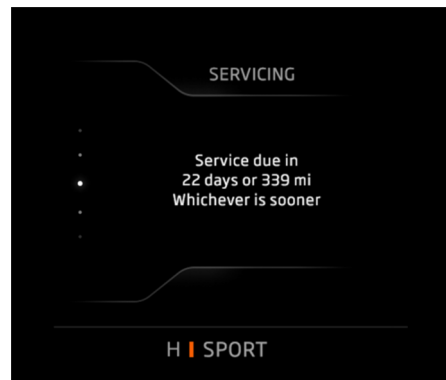 SERVICING
Service due in
22 days or 339 mi
Whichever is sooner
H SPORT